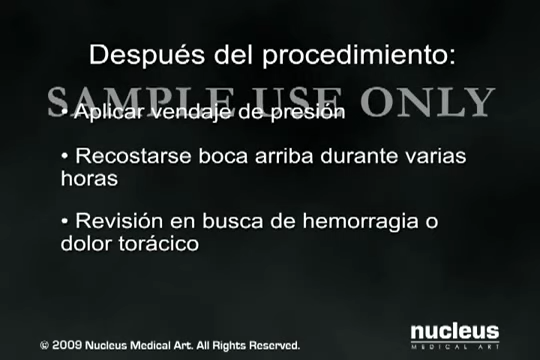 Después del procedimiento:
SAMPLE USE ONLY
• Aplicar vendaje de presión
• Recostarse boca arriba durante varias
horas
• Revisión en busca de hemorragia o
dolor torácico
nucleus
MEDICAL ART
© 2009 Nucleus Medical Art. All Rights Reserved.